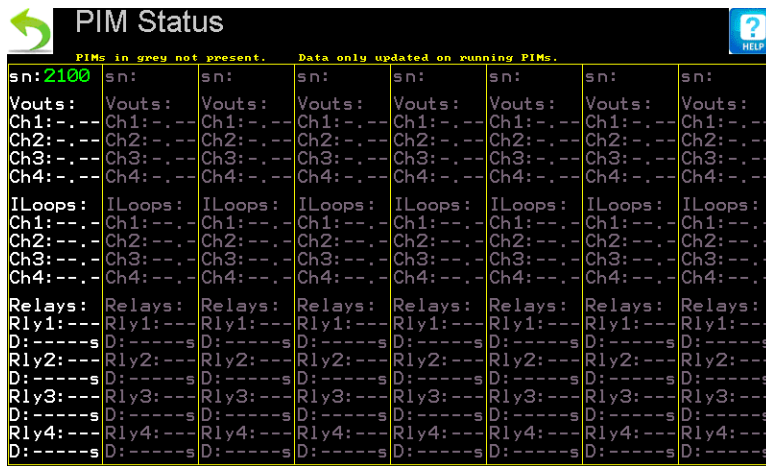 PIM Status
HELP
PIMs in grey not present. Data only updated on running PIMs.
sn:2100 sn: sn: sn: sn: sn: sn: sn:
Vouts: Vouts: Vouts: Vouts: Vouts: Vouts: Vouts: Vouts:
Ch1:-.-- Ch1:-.-- Ch1:-.-- Ch1:-.-- Ch1:-.-- Ch1:-.-- Ch1:-.-- Ch1:-.--
Ch2:-.-- Ch2:-.-- Ch2:-.-- Ch2:-.-- Ch2:-.-- Ch2:-.-- Ch2:-.-- Ch2:-.--
Ch3:-.-- Ch3:-.-- Ch3:-.-- Ch3:-.-- Ch3:-.-- Ch3:-.-- Ch3:-.-- Ch3:-.--
Ch4:-.-- Ch4:-.-- Ch4:-.-- Ch4:-.-- Ch4:-.-- Ch4:-.-- Ch4:-.-- Ch4:-.--
ILoops: ILoops: ILoops: ILoops: ILoops: ILoops: ILoops: ILoops:
Ch1:--.- Ch1:--.- Ch1:--.- Ch1:--.- Ch1:--.- Ch1:--.- Ch1:--.- Ch1:--.-
Ch2:--.- Ch2:--.- Ch2:--.- Ch2:--.- Ch2:--.- Ch2:--.- Ch2:--.- Ch2:--.-
Ch3:--.- Ch3:--.- Ch3:--.- Ch3:--.- Ch3:--.- Ch3:--.- Ch3:--.- Ch3:--.-
Ch4:--.- Ch4:--.- Ch4:--.- Ch4:--.- Ch4:--.- Ch4:--.- Ch4:--.- Ch4:--.-
Relays: Relays: Relays: Relays: Relays: Relays: Relays: Relays:
Rly1:--- Rly1:--- Rly1:--- Rly1:--- Rly1:--- Rly1:--- Rly1:--- Rly1:---
D:-----s D:-----s D:-----s D:-----s D:-----s D:-----s D:-----s D:-----s
Rly2:--- Rly2:--- Rly2:--- Rly2:--- Rly2:--- Rly2:--- Rly2:--- Rly2:---
D:-----s D:-----s D:-----s D:-----s D:-----s D:-----s D:-----s D:-----s
Rly3:--- Rly3:--- Rly3:--- Rly3:--- Rly3:--- Rly3:--- Rly3:--- Rly3:---
D:-----s D:-----s D:-----s D:-----s D:-----s D:-----s D:-----s D:-----s
Rly4:--- Rly4:--- Rly4:--- Rly4:--- Rly4:--- Rly4:--- Rly4:--- Rly4:---
D:-----s D:-----s D:-----s D:-----s D:-----s D:-----s D:-----s D:-----s